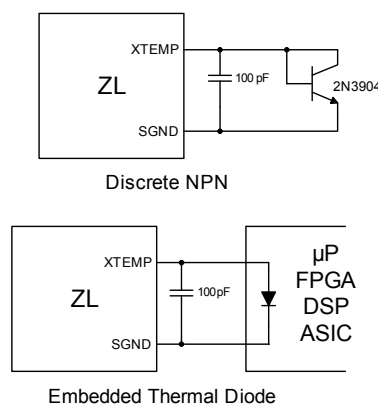 XTEMP
ZL
100 pF
2N3904
SGND
Discrete NPN
XTEMP
µP
FPGA
DSP
ASIC
ZL
100pF
SGND
Embedded Thermal Diode